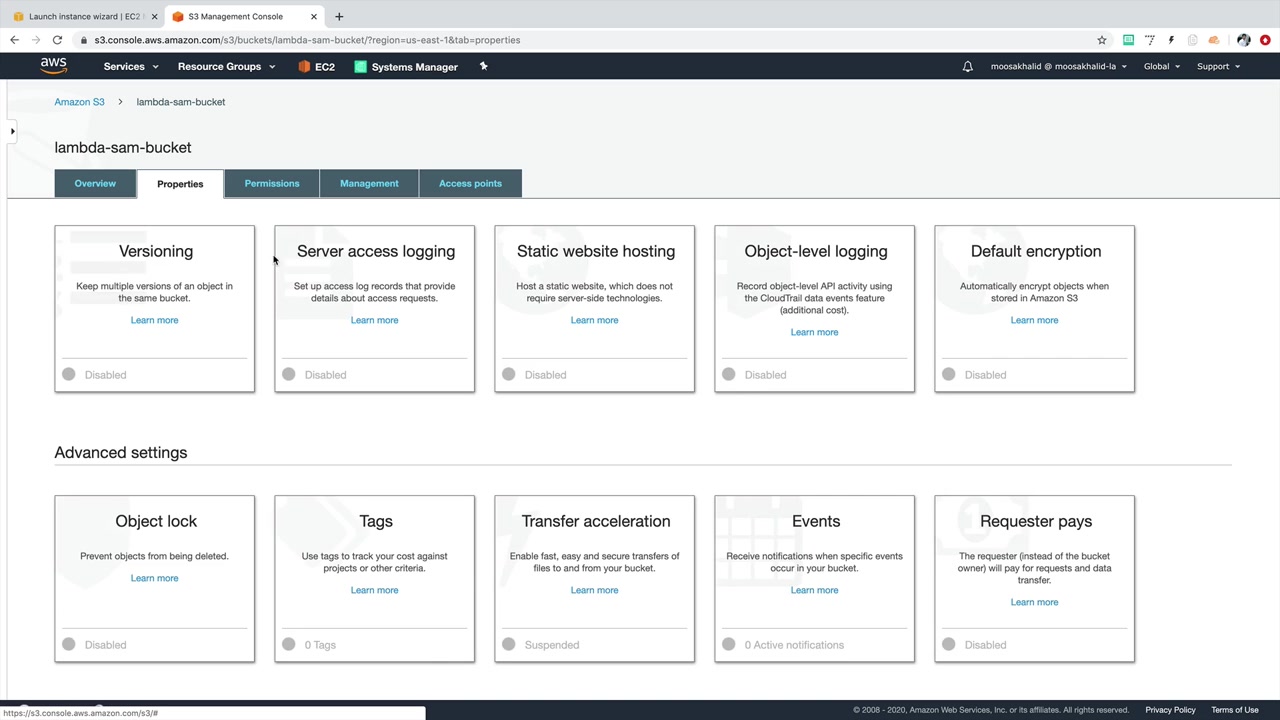 Launch instance wizard | EC2
S3 Management Console
s3.console.aws.amazon.com/s3/buckets/lambda-sam-bucket/?region=us-east-1&tab=properties
aws
Services
Resource Groups
EC2
Systems Manager
moosakhalid @ moosakhalid-la
Global
Support
Amazon S3
lambda-sam-bucket
lambda-sam-bucket
Overview
Properties
Permissions
Management
Access points
Versioning
Keep multiple versions of an object in
the same bucket.
Learn more
Disabled
Server access logging
Set up access log records that provide
details about access requests.
Learn more
Disabled
Static website hosting
Host a static website, which does not
require server-side technologies.
Learn more
Disabled
Object-level logging
Record object-level API activity using
the CloudTrail data events feature
(additional cost).
Learn more
Disabled
Default encryption
Automatically encrypt objects when
stored in Amazon S3
Learn more
Disabled
Advanced settings
Object lock
Prevent objects from being deleted.
Learn more
Disabled
Tags
Use tags to track your cost against
projects or other criteria.
Learn more
0 Tags
Transfer acceleration
Enable fast, easy and secure transfers of
files to and from your bucket.
Learn more
Suspended
Events
Receive notifications when specific events
occur in your bucket.
Learn more
0 Active notifications
Requester pays
The requester (instead of the bucket
owner) will pay for requests and data
transfer.
Learn more
Disabled
https://s3.console.aws.amazon.com/s3/#
© 2008 - 2020, Amazon Web Services, Inc. or its affiliates. All rights reserved.
Privacy Policy
Terms of Use